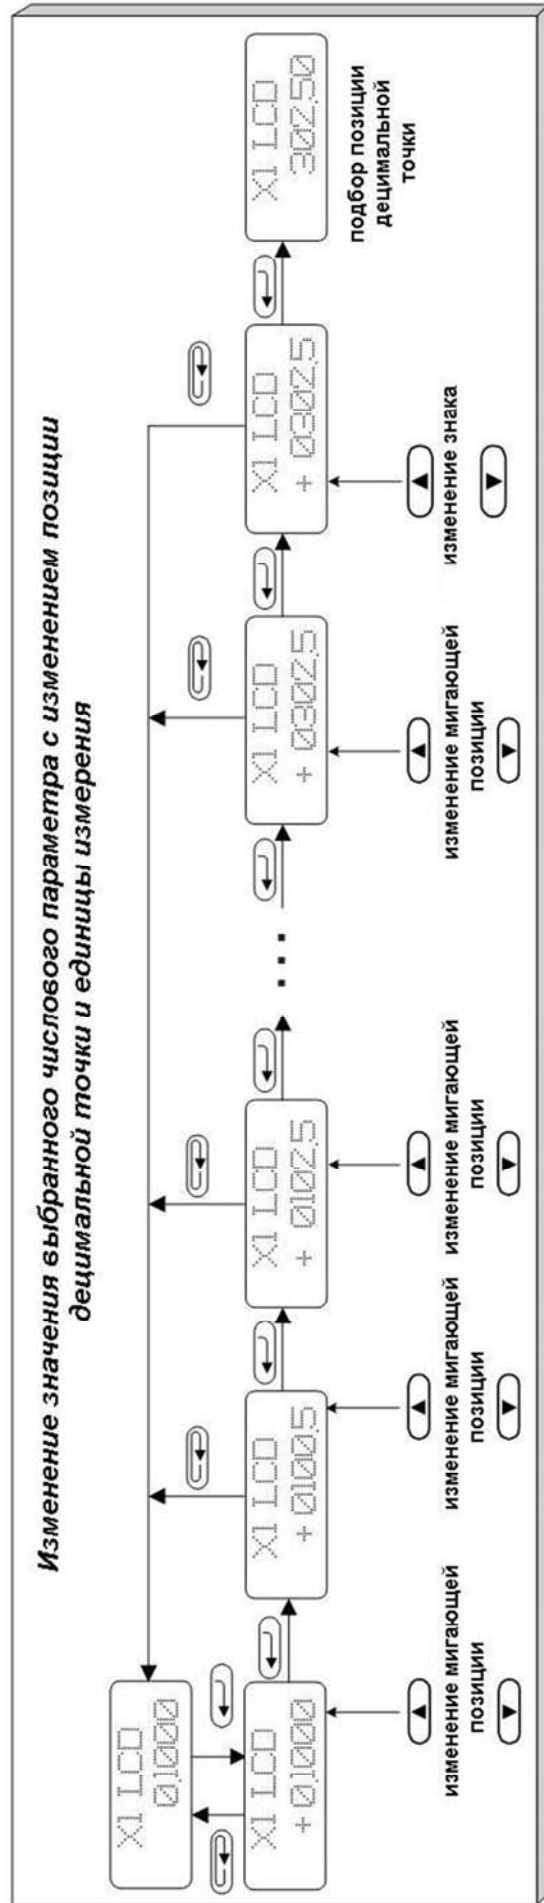 Изменение значения выбранного числового параметра с изменением позиции
децимальной точки и единицы измерения
X1 LCD
0.1000
X1 LCD
+ 0.1000
X1 LCD
+ 0100.5
X1 LCD
+ 0102.5
...
X1 LCD
+ 0302.5
X1 LCD
+ 0302.5
X1 LCD
302.50
подбор позиции
децимальной
точки
изменение мигающей
позиции
изменение мигающей
позиции
изменение мигающей
позиции
изменение мигающей
позиции
изменение знака